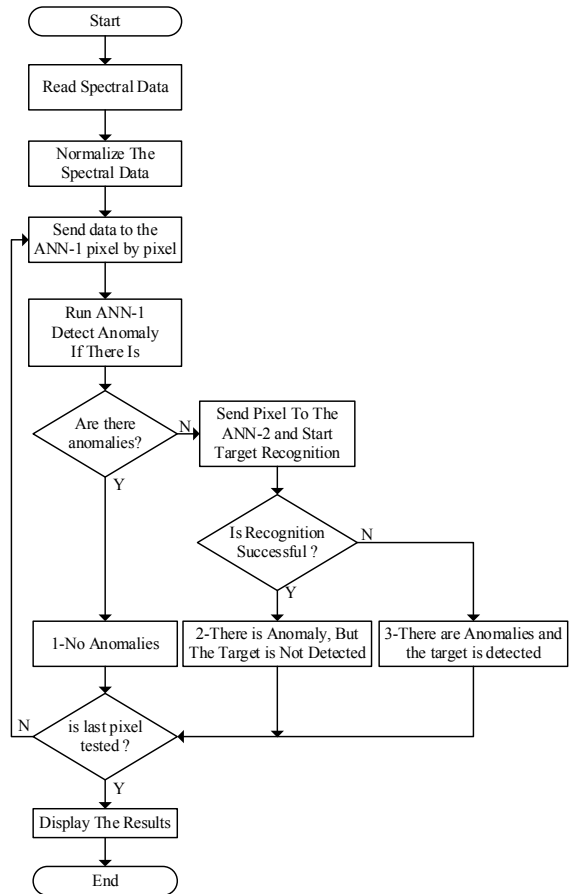 Start
Read Spectral Data
Normalize The
Spectral Data
Send data to the
ANN-1 pixel by pixel
Run ANN-1
Detect Anomaly
If There Is
Are there
anomalies?
N
Y
Send Pixel To The
ANN-2 and Start
Target Recognition
Is Recognition
Successful ?
N
Y
1-No Anomalies
2-There is Anomaly, But
The Target is Not Detected
3-There are Anomalies and
the target is detected
is last pixel
tested ?
N
Y
Display The Results
End